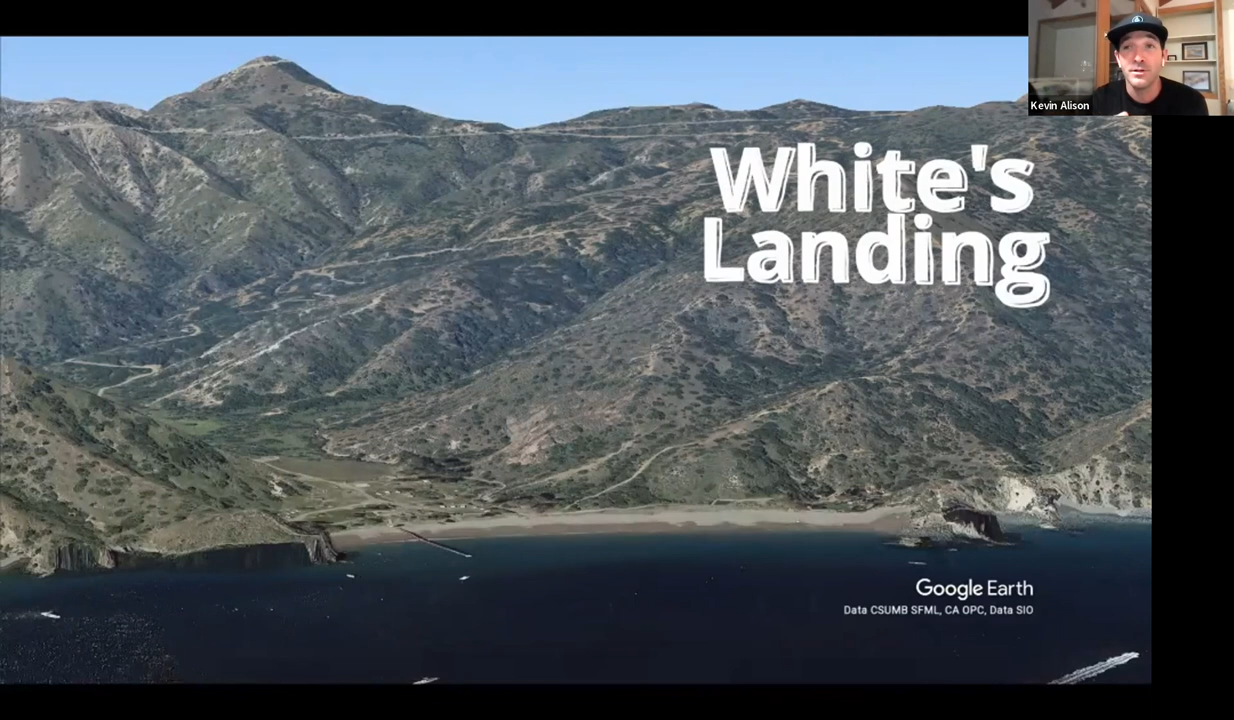 Kevin Alison
White's
Landing
Google Earth
Data CSUMB SFML, CA OPC, Data SIO